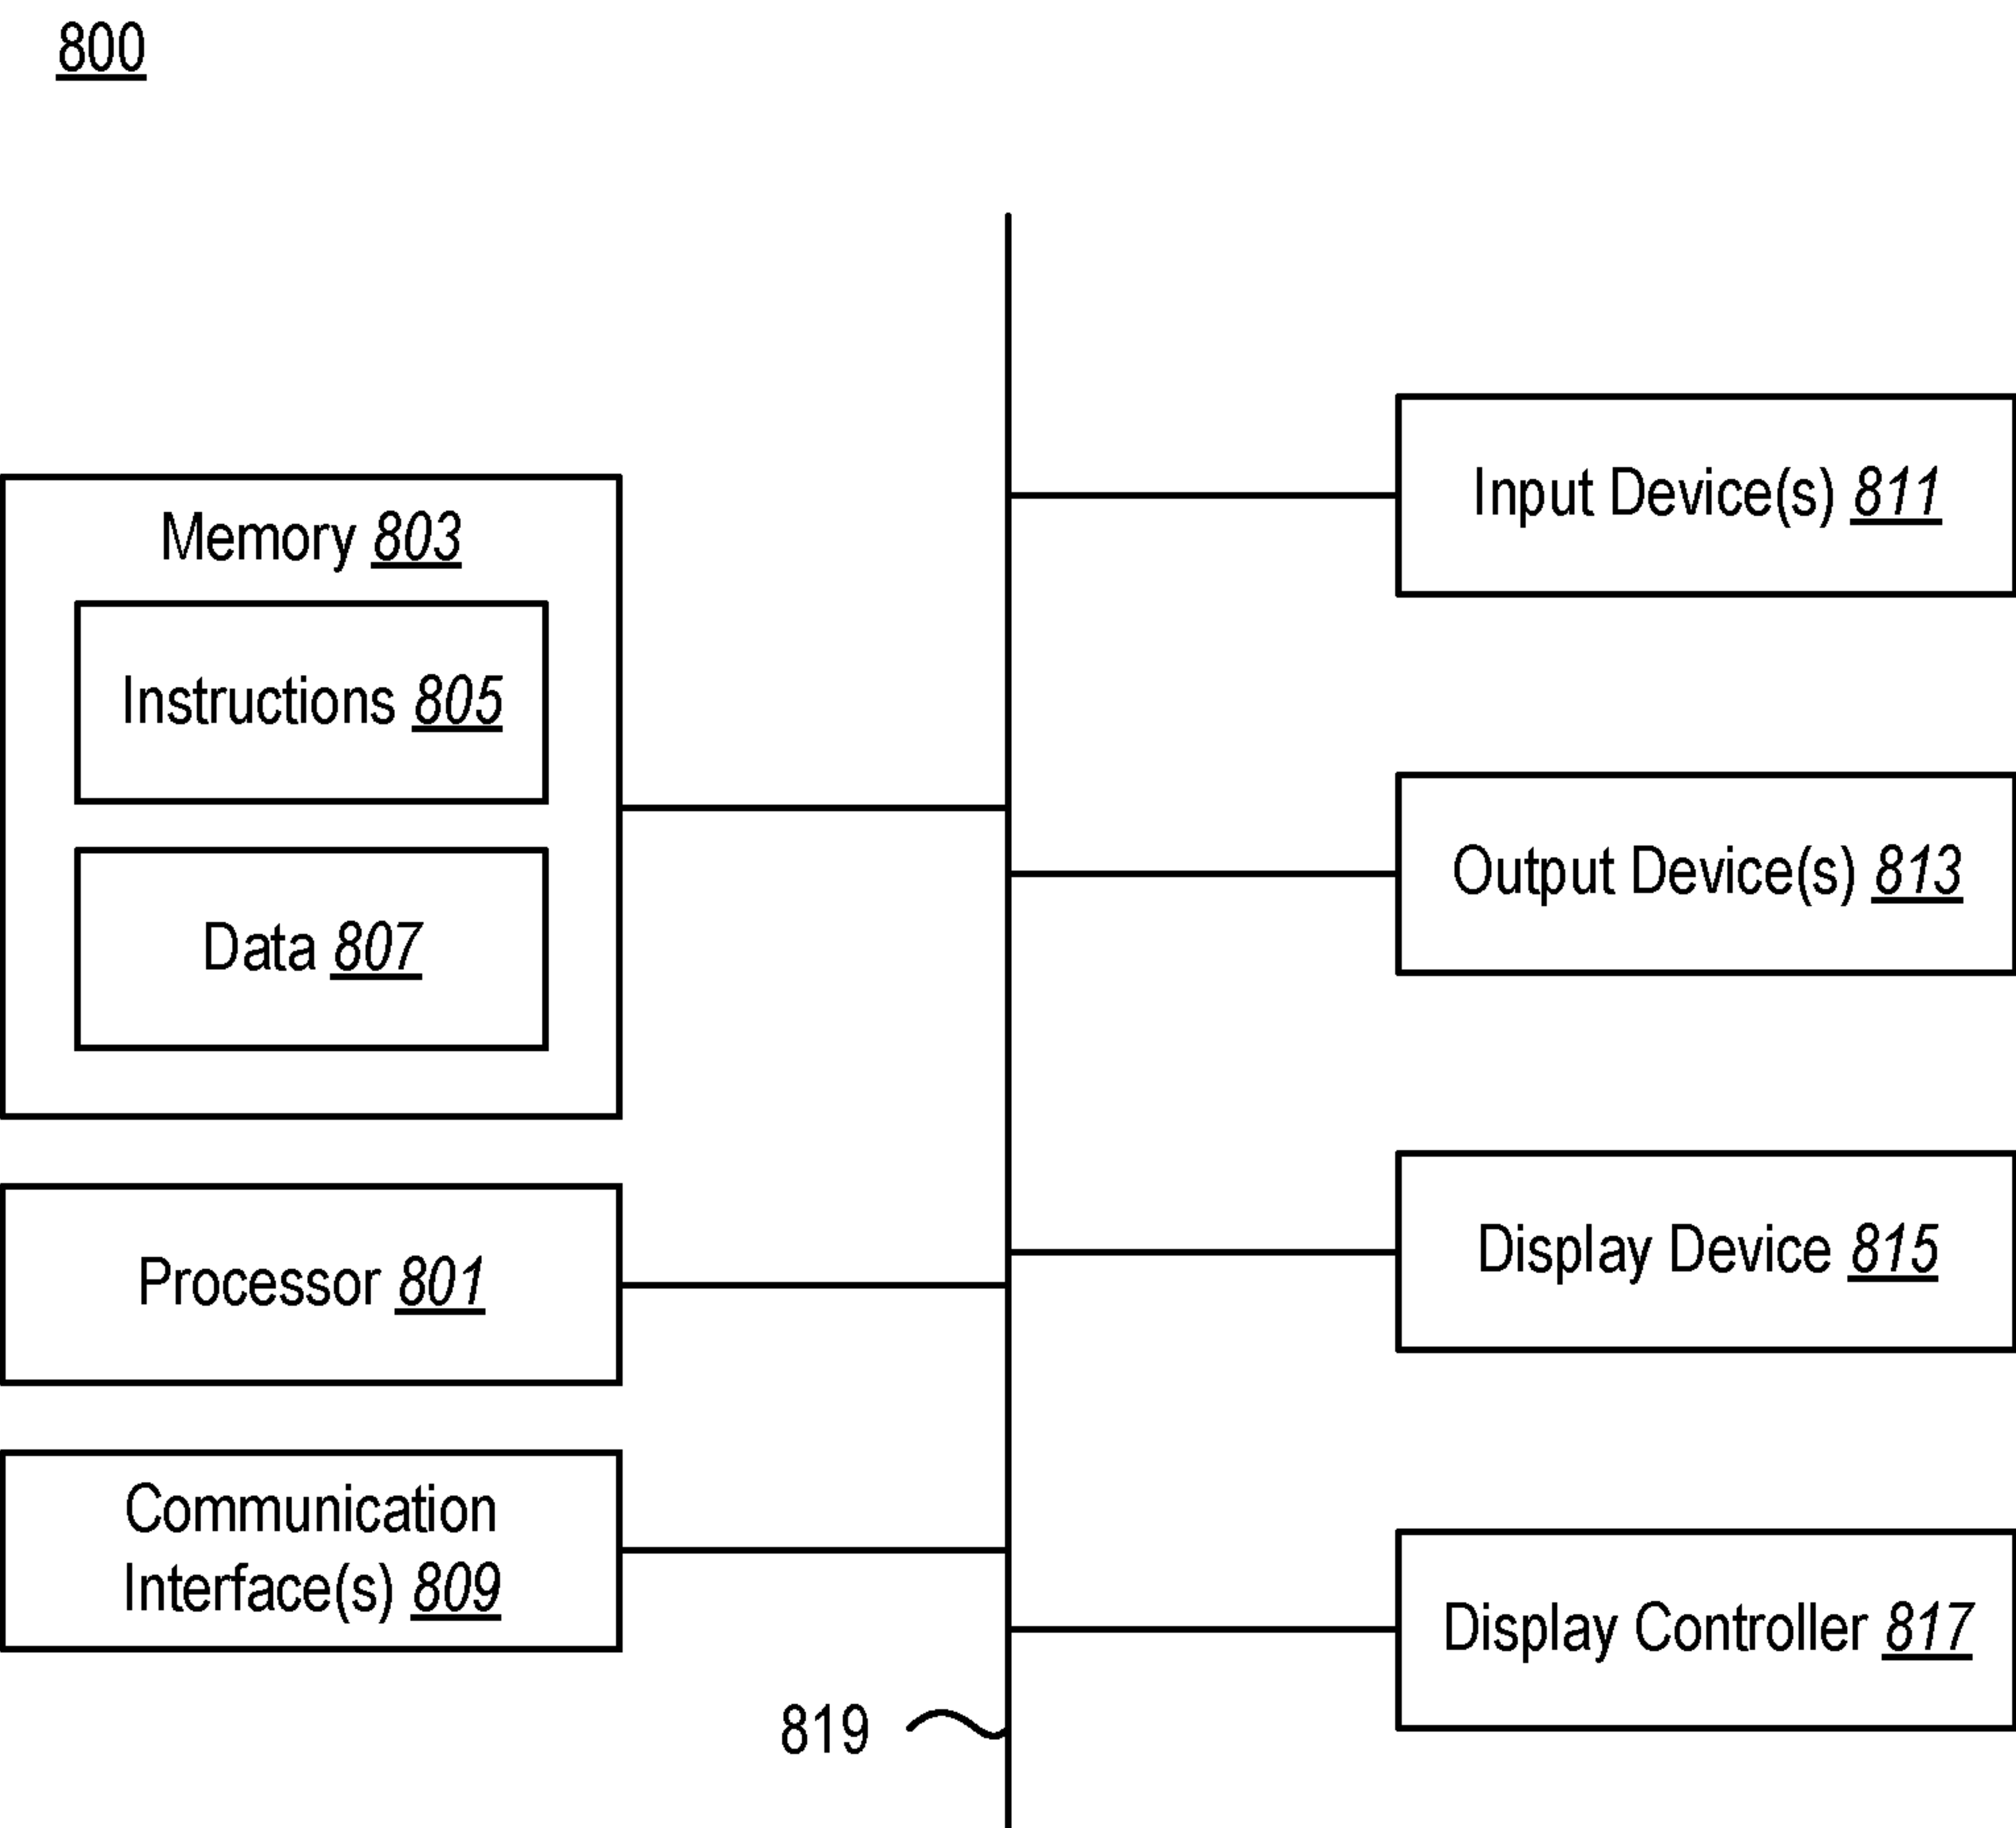 800
Memory 803
Instructions 805
Data 807
Processor 801
Communication
Interface(s) 809
819
Input Device(s) 811
Output Device(s) 813
Display Device 815
Display Controller 817